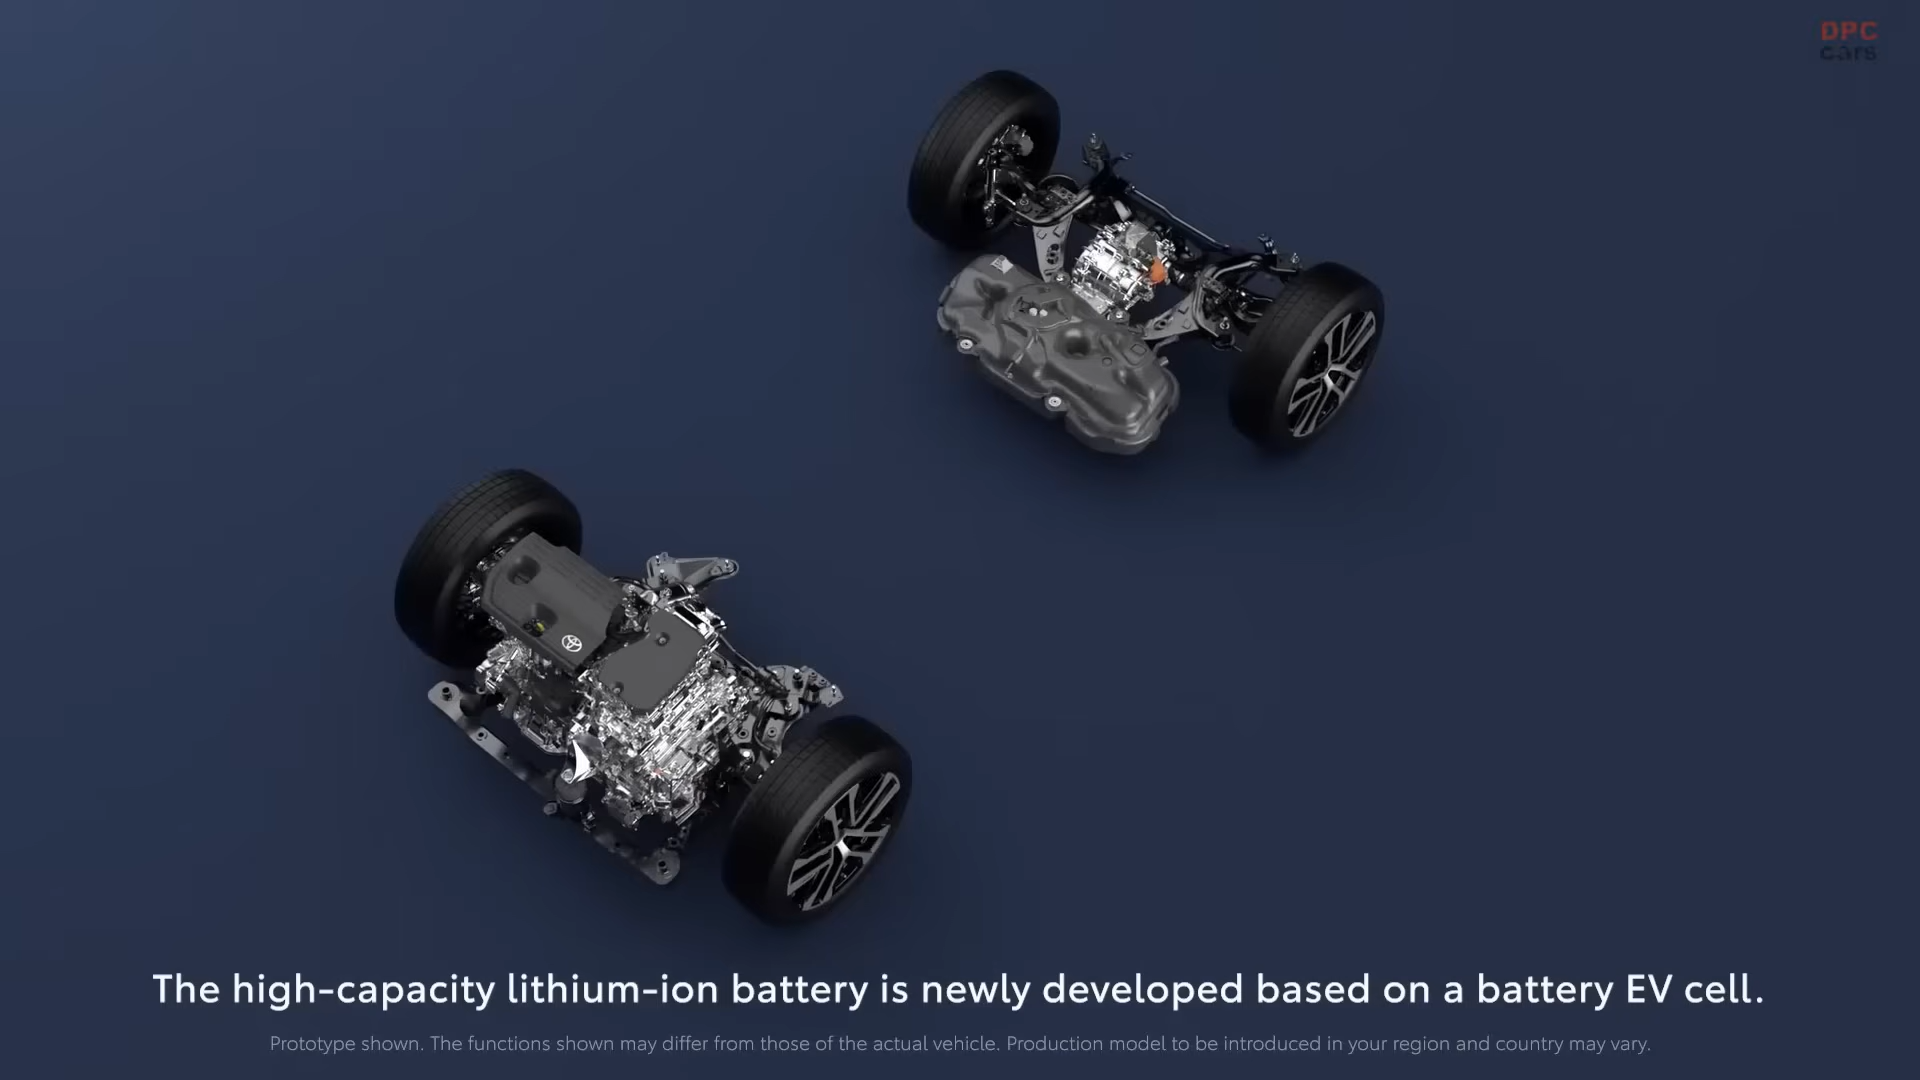 DPC
cars
The high-capacity lithium-ion battery is newly developed based on a battery EV cell.
Prototype shown. The functions shown may differ from those of the actual vehicle. Production model to be introduced in your region and country may vary.